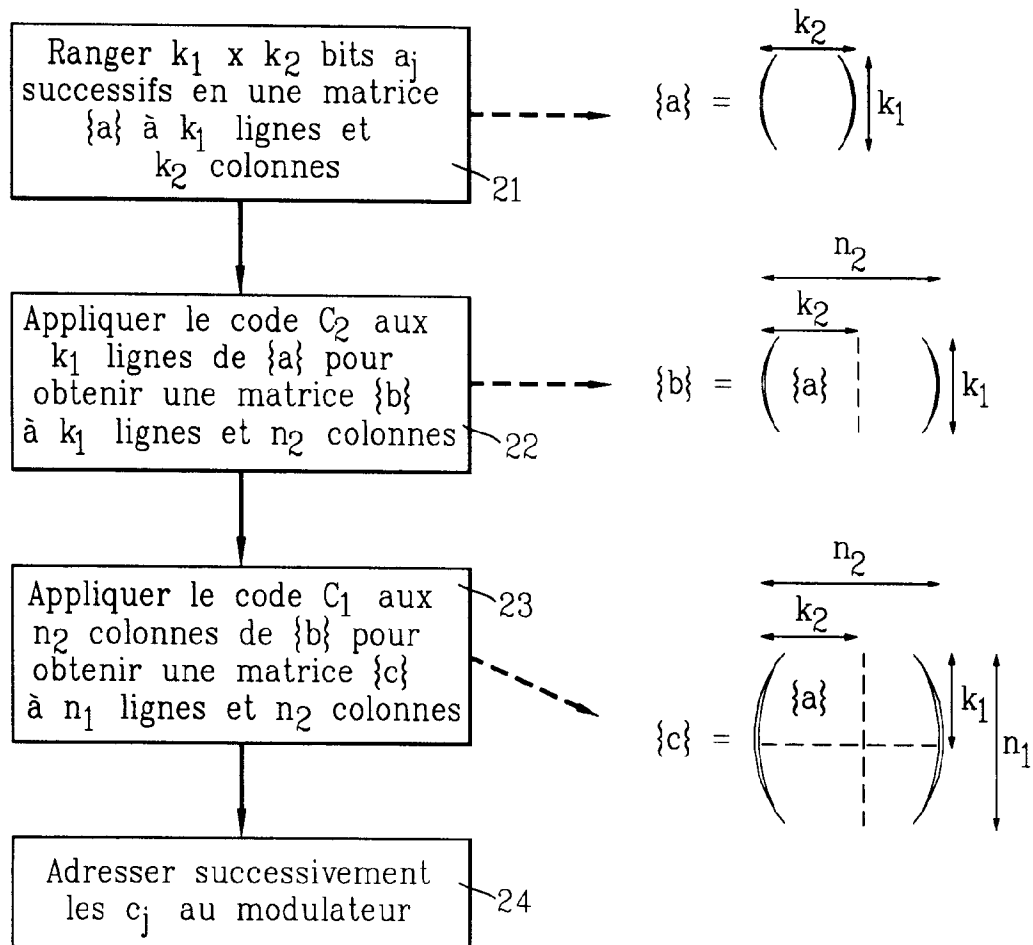 Ranger k₁ x k₂ bits aⱼ
successifs en une matrice
{a} à k₁ lignes et
k₂ colonnes
21
k₂
{a} =
k₁
Appliquer le code C₂ aux
k₁ lignes de {a} pour
obtenir une matrice {b}
à k₁ lignes et n₂ colonnes
22
n₂
k₂
{b} =
{a}
k₁
Appliquer le code C₁ aux
n₂ colonnes de {b} pour
obtenir une matrice {c}
à n₁ lignes et n₂ colonnes
23
n₂
k₂
{a}
k₁
{c} =
n₁
Adresser successivement
les cⱼ au modulateur
24